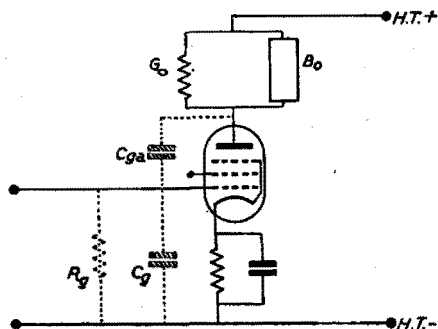 H.T.+
G₀
B₀
Cga
Rg
Cg
H.T.-